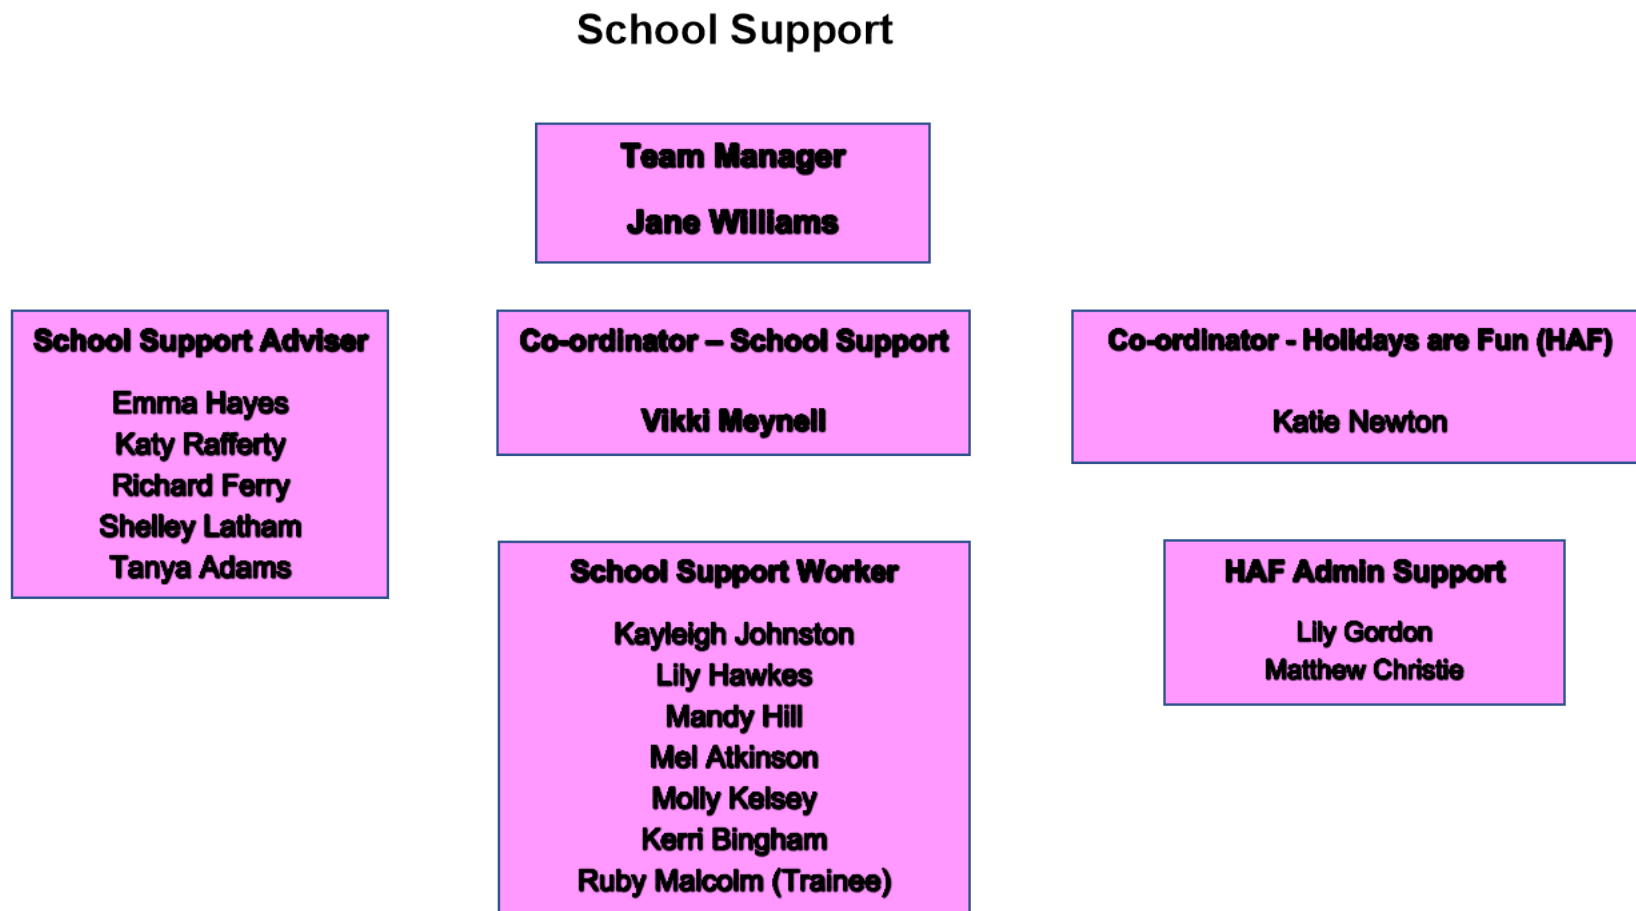 School Support
Team Manager
Jane Williams
School Support Adviser
Emma Hayes
Katy Rafferty
Richard Ferry
Shelley Latham
Tanya Adams
Co-ordinator – School Support
Vikki Meynell
Co-ordinator - Holidays are Fun (HAF)
Katie Newton
School Support Worker
Kayleigh Johnston
Lily Hawkes
Mandy Hill
Mel Atkinson
Molly Kelsey
Kerri Bingham
Ruby Malcolm (Trainee)
HAF Admin Support
Lily Gordon
Matthew Christie